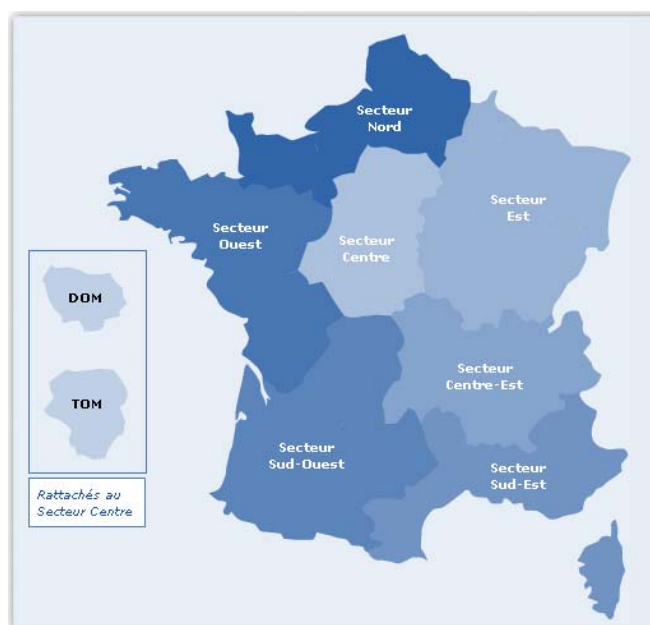 Secteur
Nord
Secteur
Est
Secteur
Ouest
Secteur
Centre
DOM
Secteur
Centre-Est
TOM
Secteur
Sud-Ouest
Secteur
Sud-Est
Rattachés au
Secteur Centre